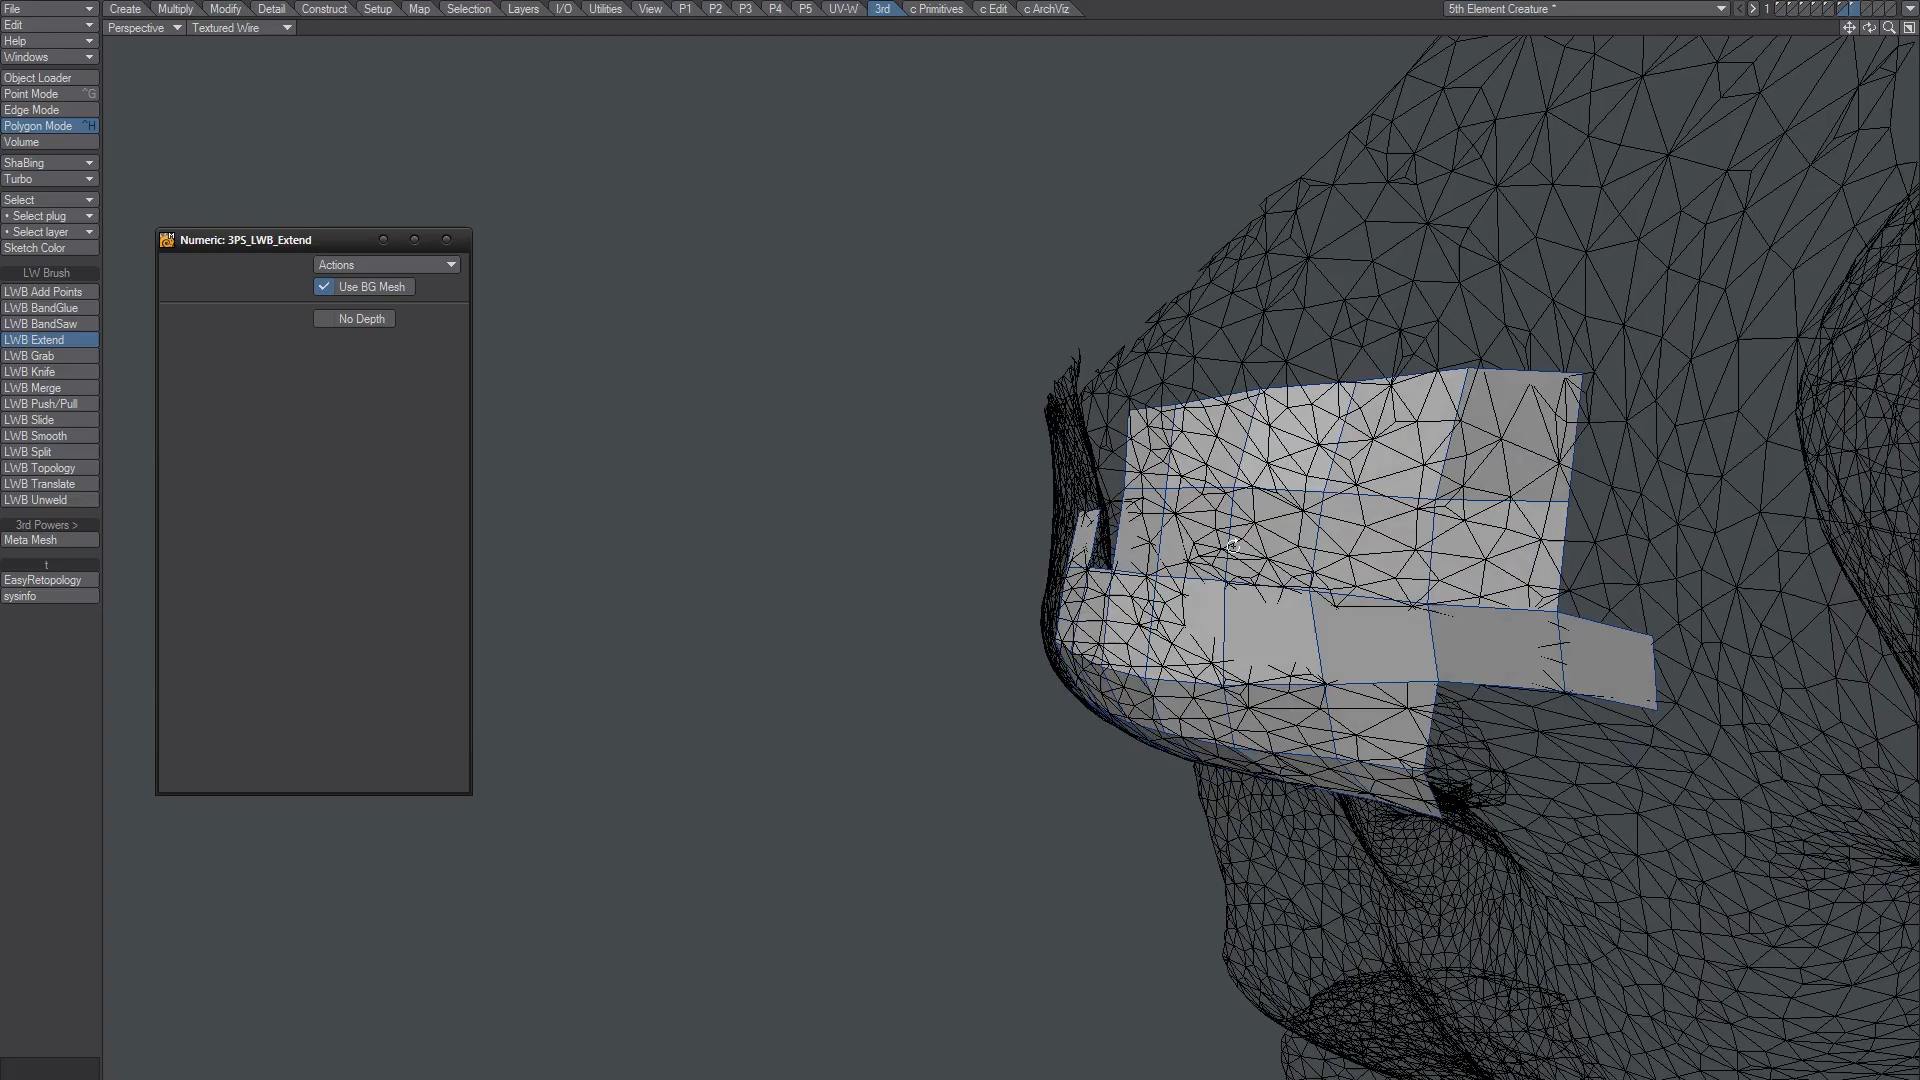 File Create Multiply Modify Detail Construct Setup Map Selection Layers I/O Utilities View P1 P2 P3 P4 P5 UV-W 3rd c Primitives c Edit c ArchViz 5th Element Creature * < > 1
Edit Perspective Textured Wire
Help
Windows
Object Loader
Point Mode ^G
Edge Mode
Polygon Mode ^H
Volume
ShaBing
Turbo
Select
• Select plug
• Select layer
Sketch Color
LW Brush
LWB Add Points
LWB BandGlue
LWB BandSaw
LWB Extend
LWB Grab
LWB Knife
LWB Merge
LWB Push/Pull
LWB Slide
LWB Smooth
LWB Split
LWB Topology
LWB Translate
LWB Unweld
3rd Powers >
Meta Mesh
t
EasyRetopology
sysinfo
Numeric: 3PS_LWB_Extend
Actions
Use BG Mesh
No Depth